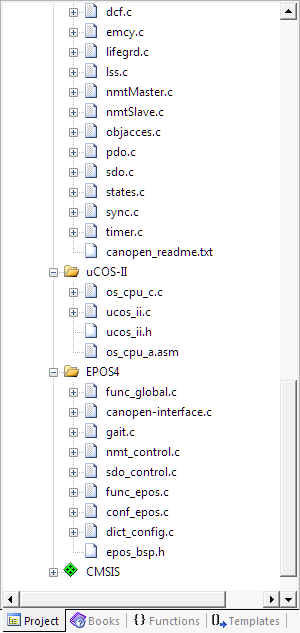 dcf.c
emcy.c
lifegrd.c
lss.c
nmtMaster.c
nmtSlave.c
objacces.c
pdo.c
sdo.c
states.c
sync.c
timer.c
canopen_readme.txt
uCOS-II
os_cpu_c.c
ucos_ii.c
ucos_ii.h
os_cpu_a.asm
EPOS4
func_global.c
canopen-interface.c
gait.c
nmt_control.c
sdo_control.c
func_epos.c
conf_epos.c
dict_config.c
epos_bsp.h
CMSIS
Project Books {} Functions {} Templates